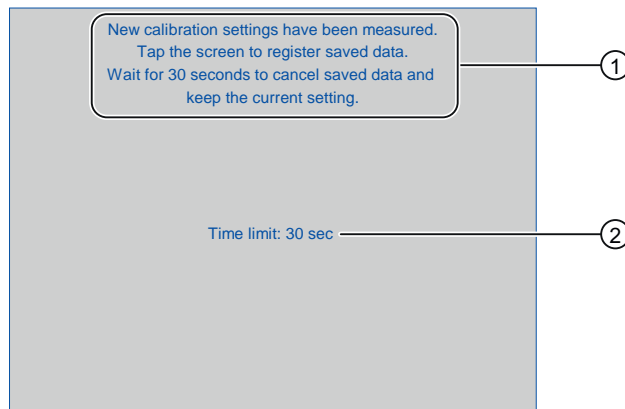 New calibration settings have been measured.
Tap the screen to register saved data.
Wait for 30 seconds to cancel saved data and
keep the current setting.
1
Time limit: 30 sec
2